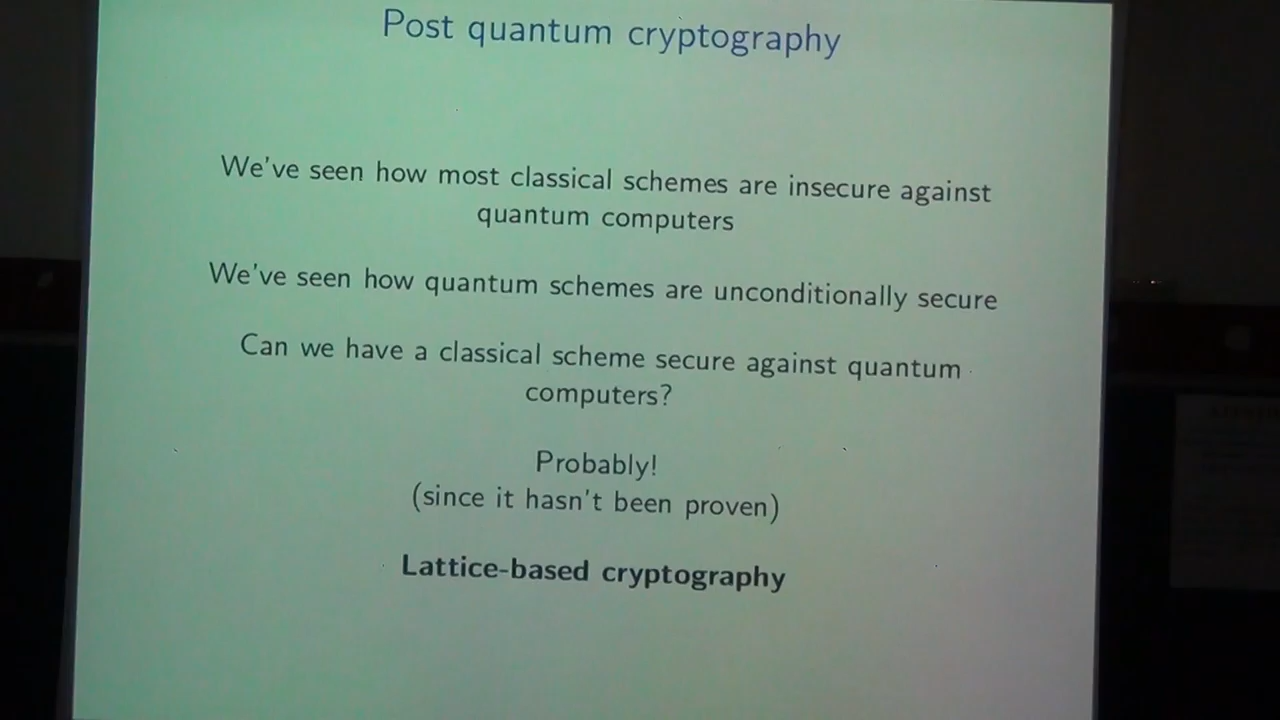 Post quantum cryptography
We've seen how most classical schemes are insecure against
quantum computers
We've seen how quantum schemes are unconditionally secure
Can we have a classical scheme secure against quantum
computers?
Probably!
(since it hasn't been proven)
Lattice-based cryptography